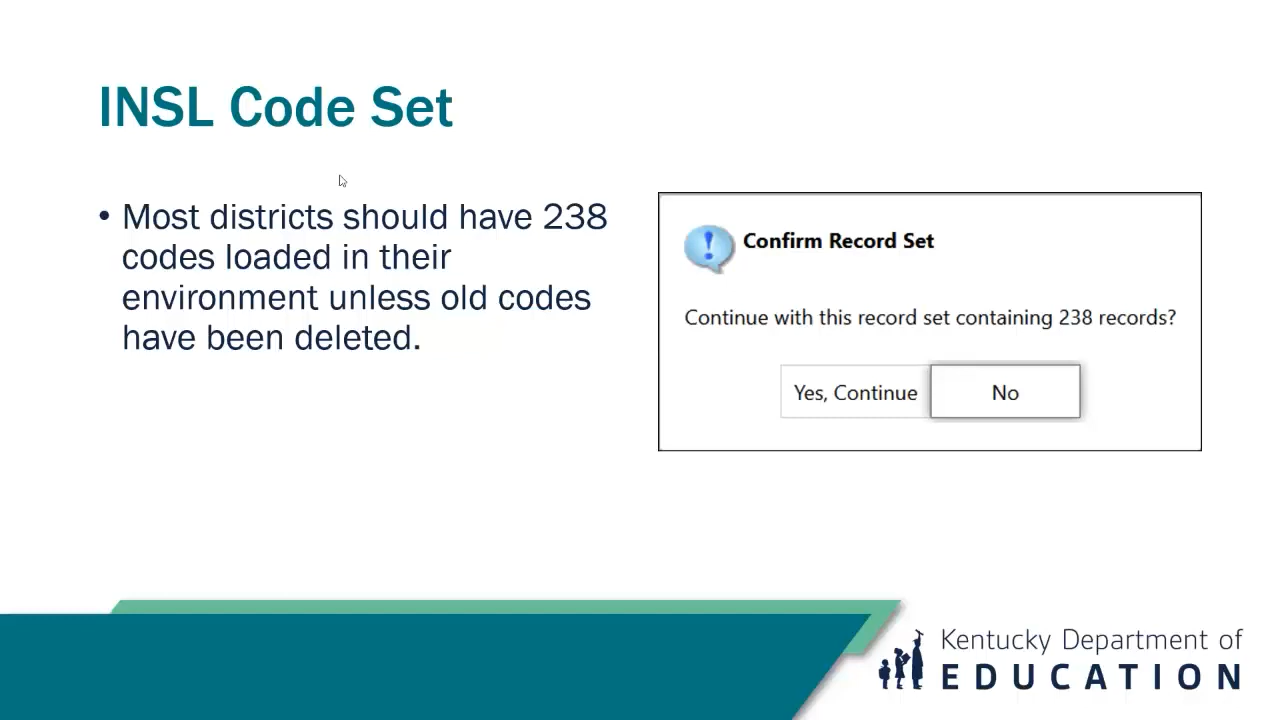 INSL Code Set
• Most districts should have 238
codes loaded in their
environment unless old codes
have been deleted.
Confirm Record Set
Continue with this record set containing 238 records?
Yes, Continue
No
Kentucky Department of
EDUCATION